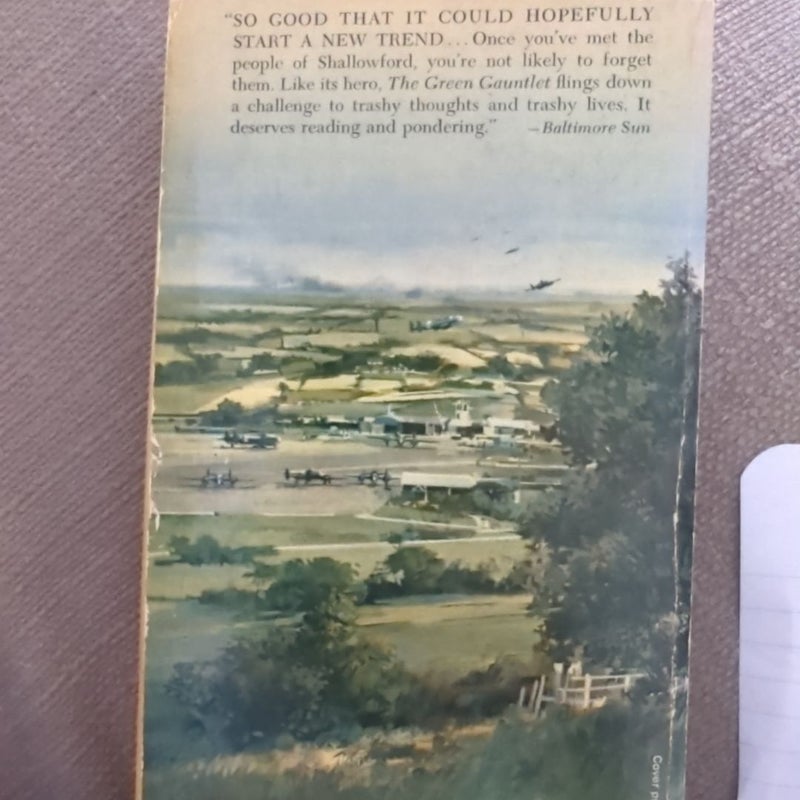 "SO GOOD THAT IT COULD HOPEFULLY
START A NEW TREND... Once you've met the
people of Shallowford, you're not likely to forget
them. Like its hero, The Green Gauntlet flings down
a challenge to trashy thoughts and trashy lives. It
deserves reading and pondering." —Baltimore Sun
Cover p